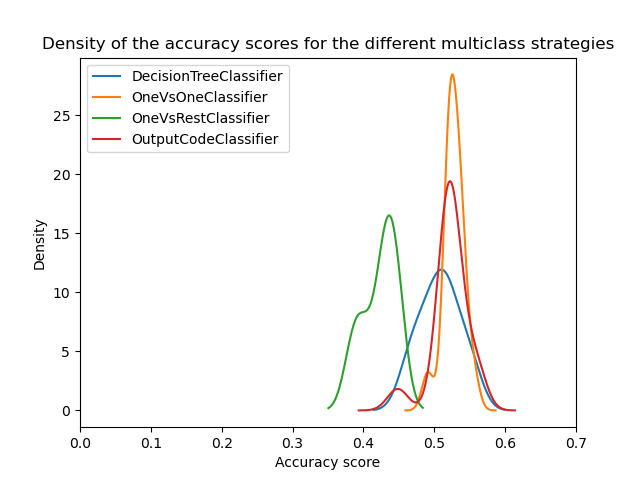 Density of the accuracy scores for the different multiclass strategies
DecisionTreeClassifier
OneVsOneClassifier
OneVsRestClassifier
OutputCodeClassifier
25
20
15
10
5
0
Density
0.0 0.1 0.2 0.3 0.4 0.5 0.6 0.7
Accuracy score